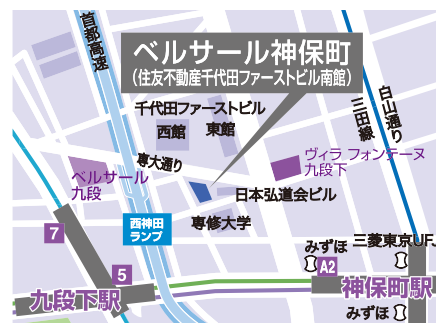 首都高速
ベルサール神保町
(住友不動産千代田ファーストビル南館)
千代田ファーストビル
西館
東館
専大通り
白山通り
三田線
ヴィラ フォンテーヌ
九段下
ベルサール
九段
日本弘道会ビル
専修大学
西神田
ランプ
7
5
九段下駅
みずほ
三菱東京UFJ
A2
神保町駅
みずほ